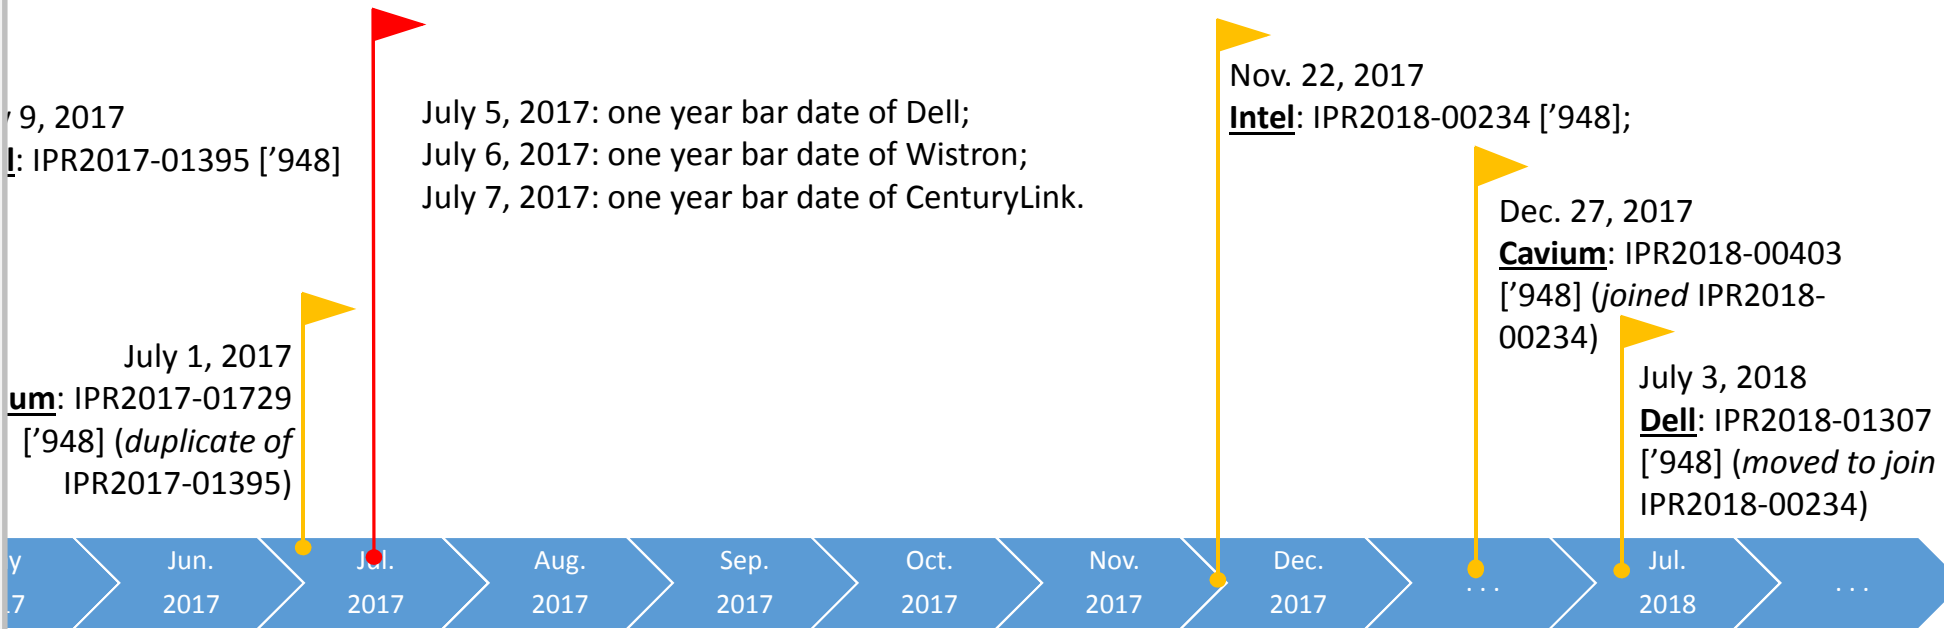 9, 2017
: IPR2017-01395 [’948]
July 5, 2017: one year bar date of Dell;
July 6, 2017: one year bar date of Wistron;
July 7, 2017: one year bar date of CenturyLink.
Nov. 22, 2017
Intel: IPR2018-00234 [’948];
Dec. 27, 2017
Cavium: IPR2018-00403
[’948] (joined IPR2018-
00234)
July 1, 2017
um: IPR2017-01729
[’948] (duplicate of
IPR2017-01395)
July 3, 2018
Dell: IPR2018-01307
[’948] (moved to join
IPR2018-00234)
y
17
Jun.
2017
Jul.
2017
Aug.
2017
Sep.
2017
Oct.
2017
Nov.
2017
Dec.
2017
. . .
Jul.
2018
. . .